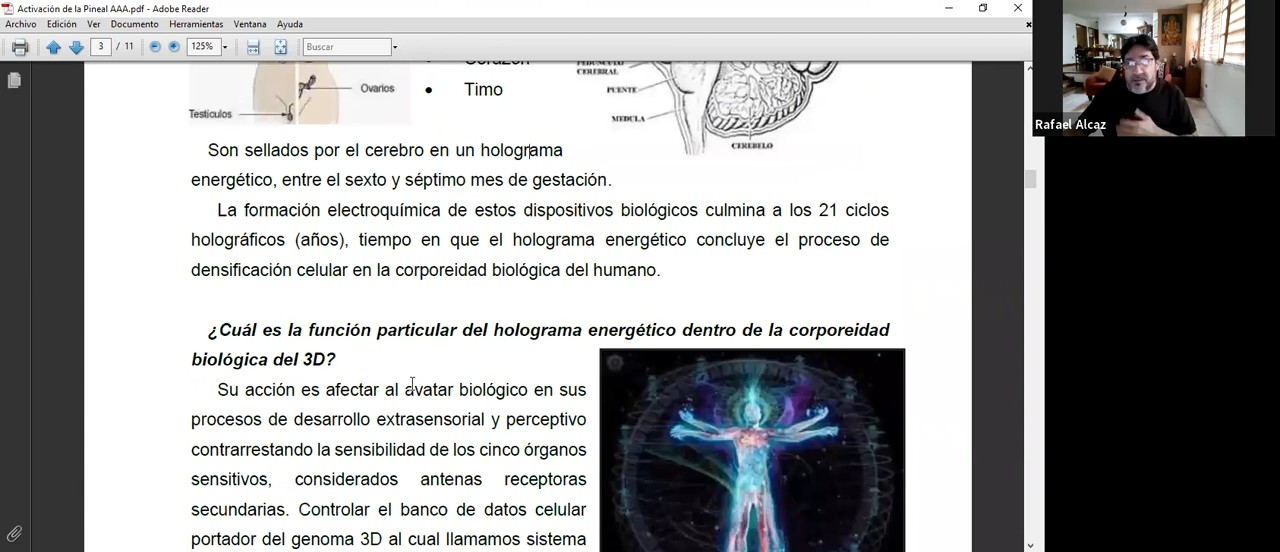 Activación de la Pineal AAA.pdf - Adobe Reader
Archivo Edición Ver Documento Herramientas Ventana Ayuda
3 / 11 125% Buscar
Rafael Alcaz
Corazón
PEDUNCULO
CEREBRAL
Ovarios
Timo
PUENTE
Testículos
MEDULA
CEREBELO
Son sellados por el cerebro en un holograma
energético, entre el sexto y séptimo mes de gestación.
La formación electroquímica de estos dispositivos biológicos culmina a los 21 ciclos
holográficos (años), tiempo en que el holograma energético concluye el proceso de
densificación celular en la corporeidad biológica del humano.
¿Cuál es la función particular del holograma energético dentro de la corporeidad
biológica del 3D?
Su acción es afectar al avatar biológico en sus
procesos de desarrollo extrasensorial y perceptivo
contrarrestando la sensibilidad de los cinco órganos
sensitivos, considerados antenas receptoras
secundarias. Controlar el banco de datos celular
portador del genoma 3D al cual llamamos sistema